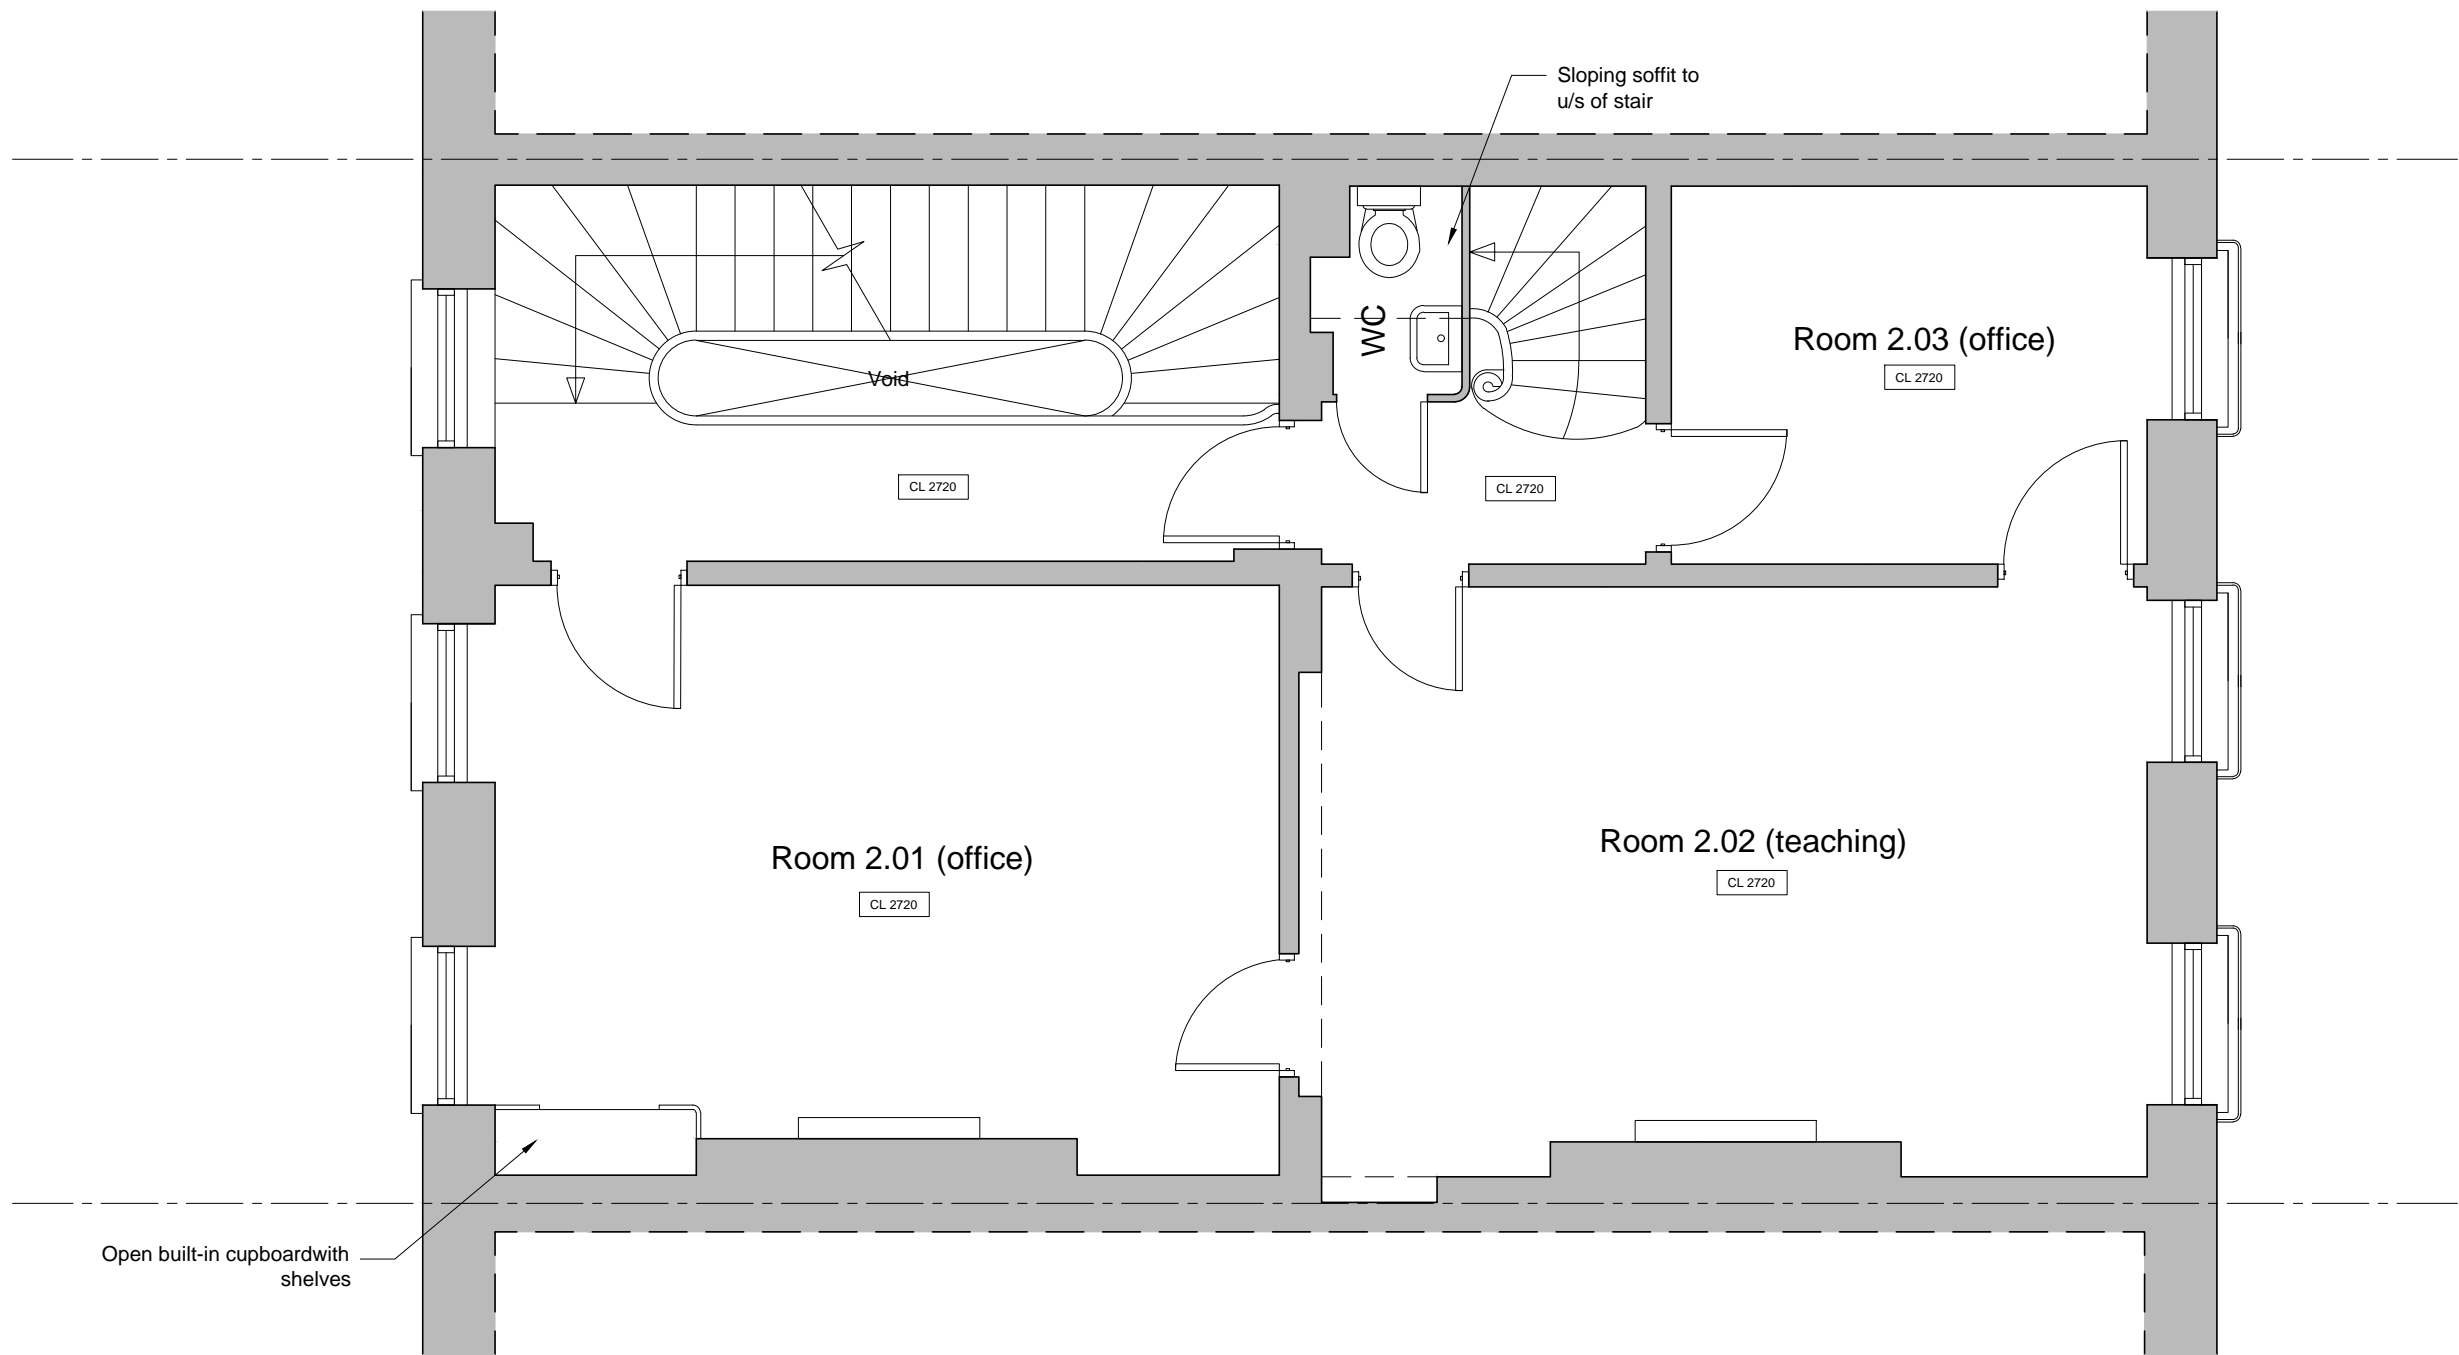 Sloping soffit to
u/s of stair
WC
Room 2.03 (office)
CL 2720
Void
CL 2720
CL 2720
Room 2.01 (office)
CL 2720
Room 2.02 (teaching)
CL 2720
Open built-in cupboardwith
shelves